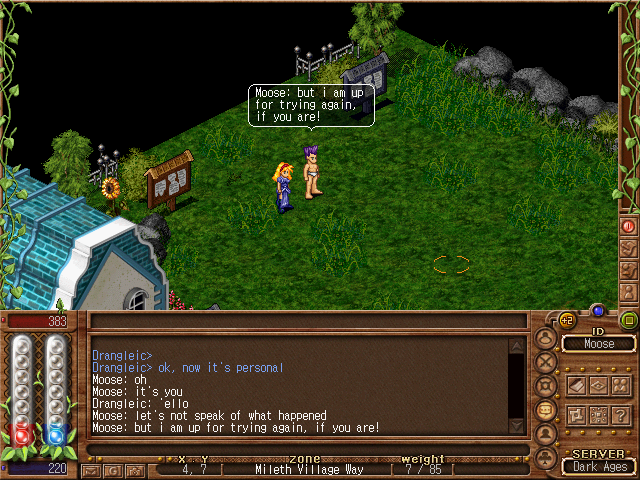 Moose: but i am up
for trying again,
if you are!
383
220
Drangleic>
Drangleic> ok, now it's personal
Moose: oh
Moose: it's you
Drangleic: 'ello
Moose: let's not speak of what happened
Moose: but i am up for trying again, if you are!
x, y
zone
weight
4, 7
Mileth Village Way
7 / 85
+2
ID
Moose
G
?
SERVER
Dark Ages